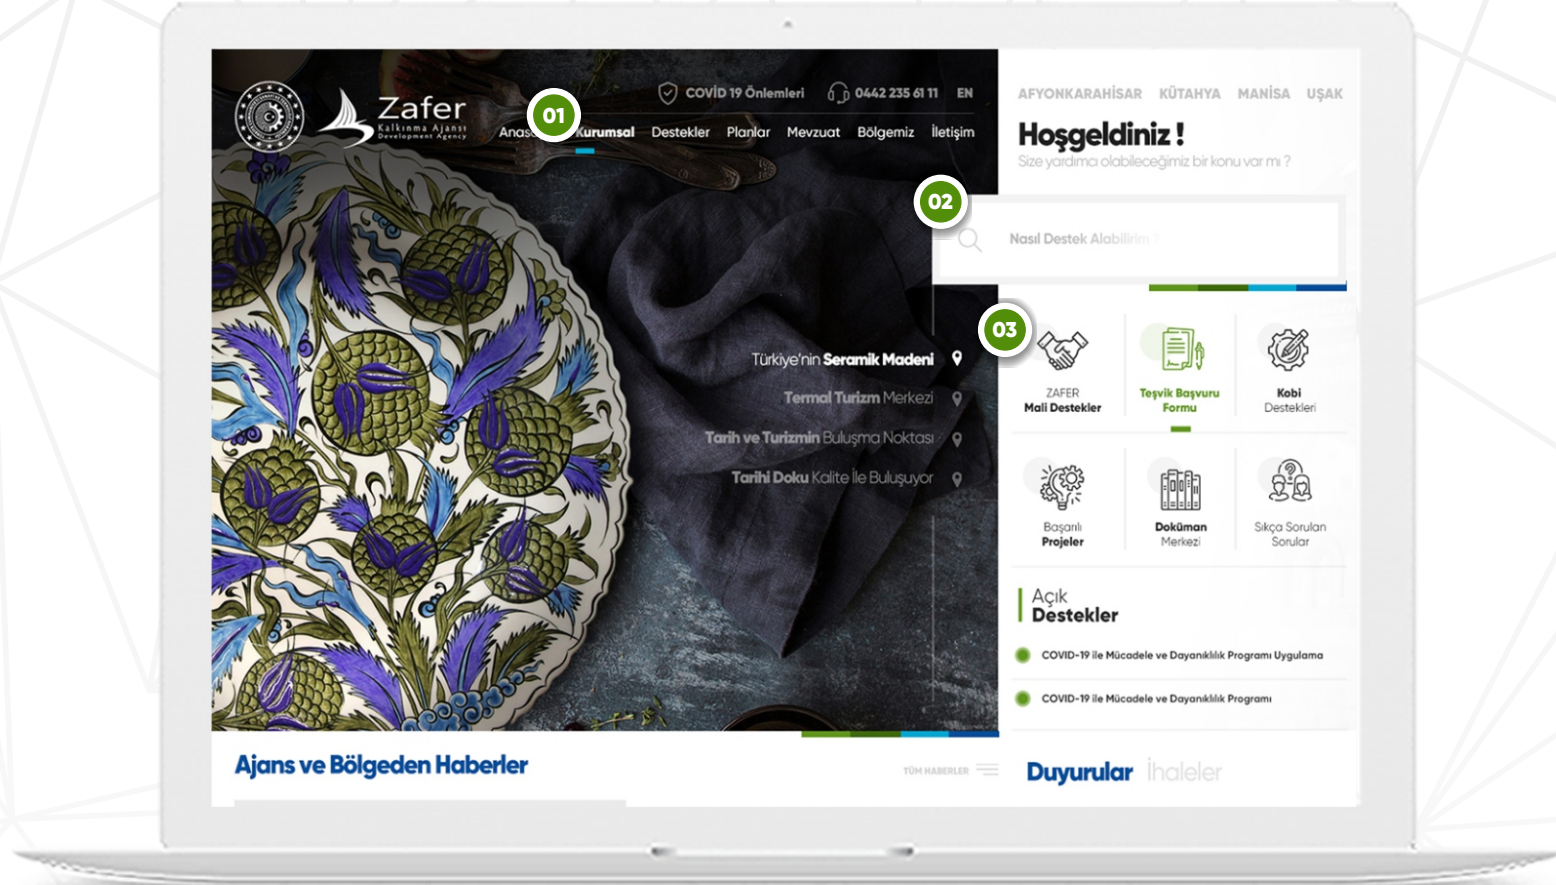 Zafer
Kalkınma Ajansı
Development Agency
COVİD 19 Önlemleri
0442 235 61 11
EN
01
Kurumsal
Destekler
Planlar
Mevzuat
Bölgemiz
İletişim
AFYONKARAHİSAR
KÜTAHYA
MANİSA
UŞAK
Hoşgeldiniz !
Size yardımcı olabileceğimiz bir konu var mı ?
02
Nasıl Destek Alabilirim ?
03
Türkiye'nin Seramik Madeni
Termal Turizm Merkezi
Tarih ve Turizmin Buluşma Noktası
Tarihi Doku Kalite İle Buluşuyor
ZAFER
Mali Destekler
Teşvik Başvuru
Formu
Kobi
Destekleri
Başarılı
Projeler
Doküman
Merkezi
Sıkça Sorulan
Sorular
Açık
Destekler
COVID-19 ile Mücadele ve Dayanıklılık Programı Uygulama
COVID-19 ile Mücadele ve Dayanıklılık Programı
Ajans ve Bölgeden Haberler
TÜM HABERLER
Duyurular
İhaleler